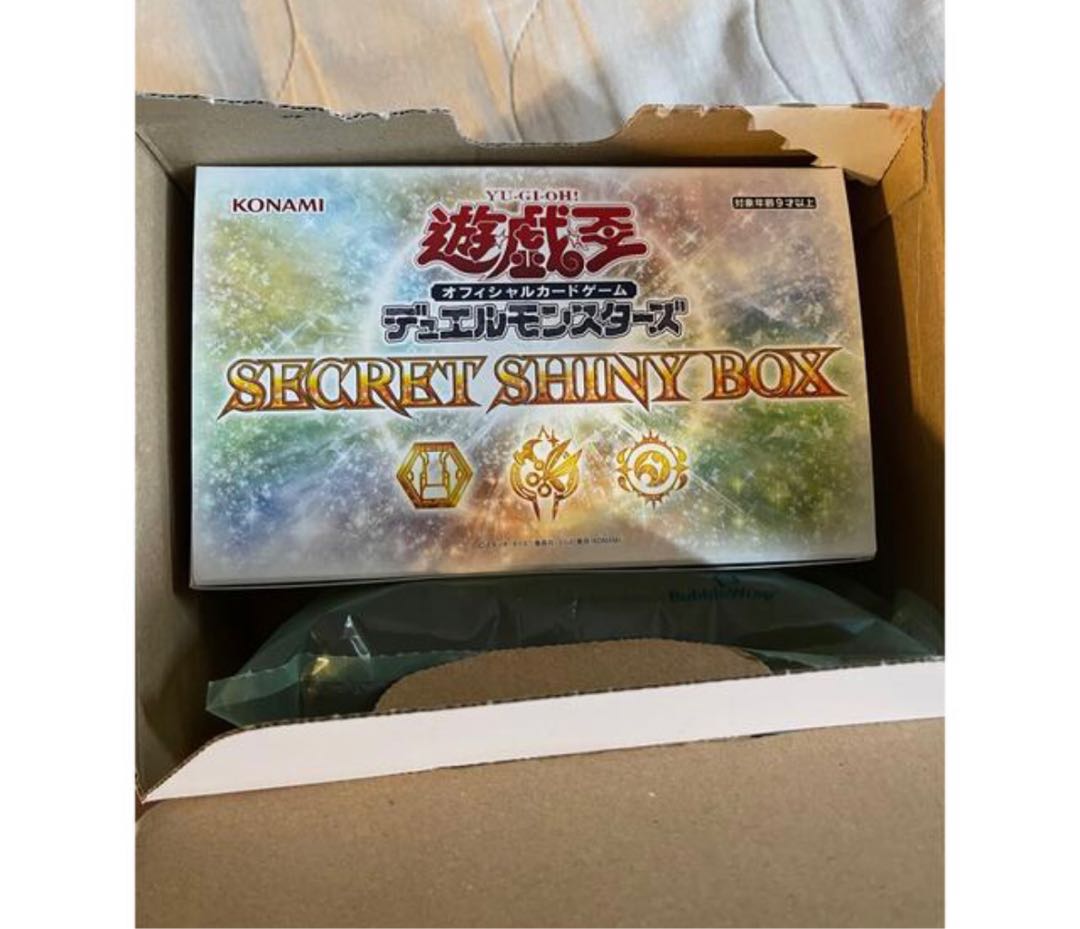 KONAMI
YU-GI-OH!
対象年齢9才以上
遊戯王
オフィシャルカードゲーム
デュエルモンスターズ
SECRET SHINY BOX